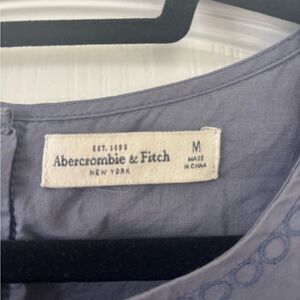 EST. 1892
Abercrombie & Fitch
NEW YORK
M
MADE
IN CHINA